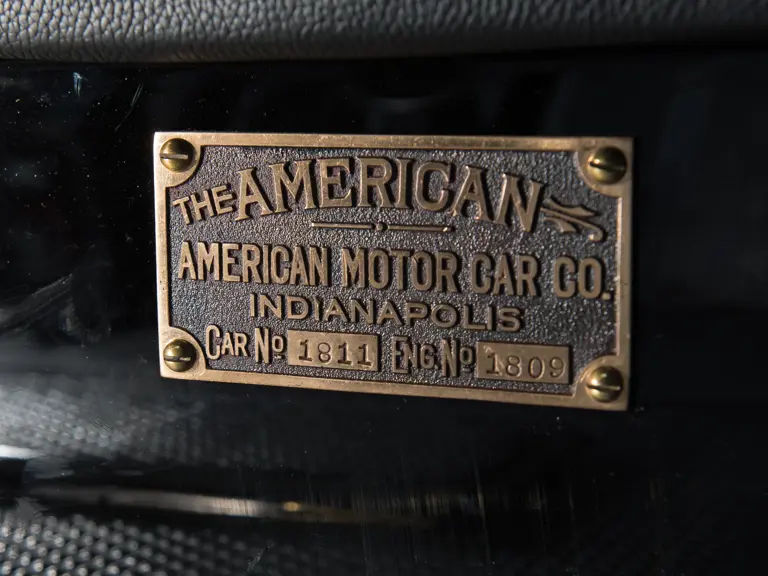 THE AMERICAN
AMERICAN MOTOR CAR CO.
INDIANAPOLIS
CAR No 1811 ENG. No 1809